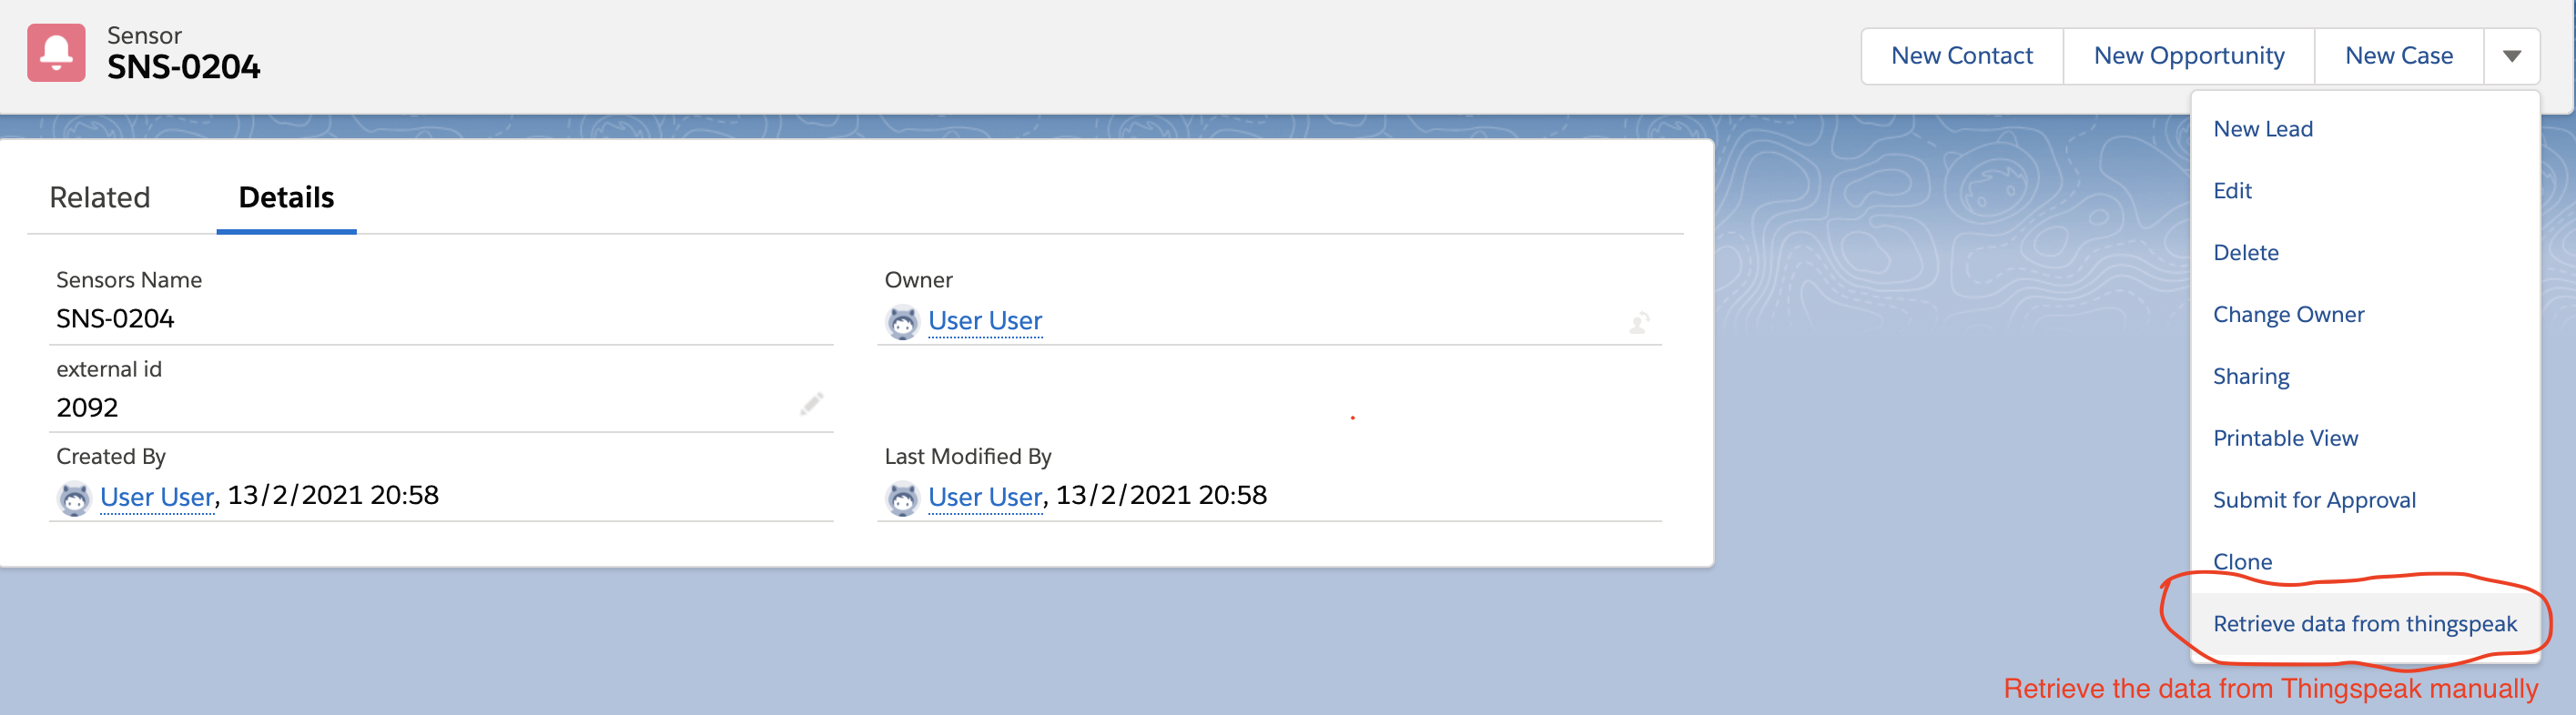 Sensor
SNS-0204
New Contact
New Opportunity
New Case
New Lead
Edit
Delete
Change Owner
Sharing
Printable View
Submit for Approval
Clone
Retrieve data from thingspeak
Retrieve the data from Thingspeak manually
Related
Details
Sensors Name
SNS-0204
Owner
User User
external id
2092
Created By
User User, 13/2/2021 20:58
Last Modified By
User User, 13/2/2021 20:58